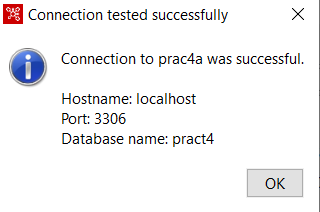 Connection tested successfully
Connection to prac4a was successful.
Hostname: localhost
Port: 3306
Database name: pract4
OK